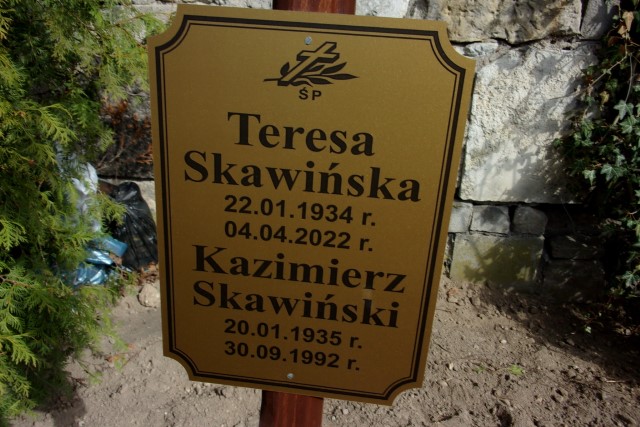 ŚP
Teresa
Skawińska
22.01.1934 r.
04.04.2022 r.
Kazimierz
Skawiński
20.01.1935 r.
30.09.1992 r.